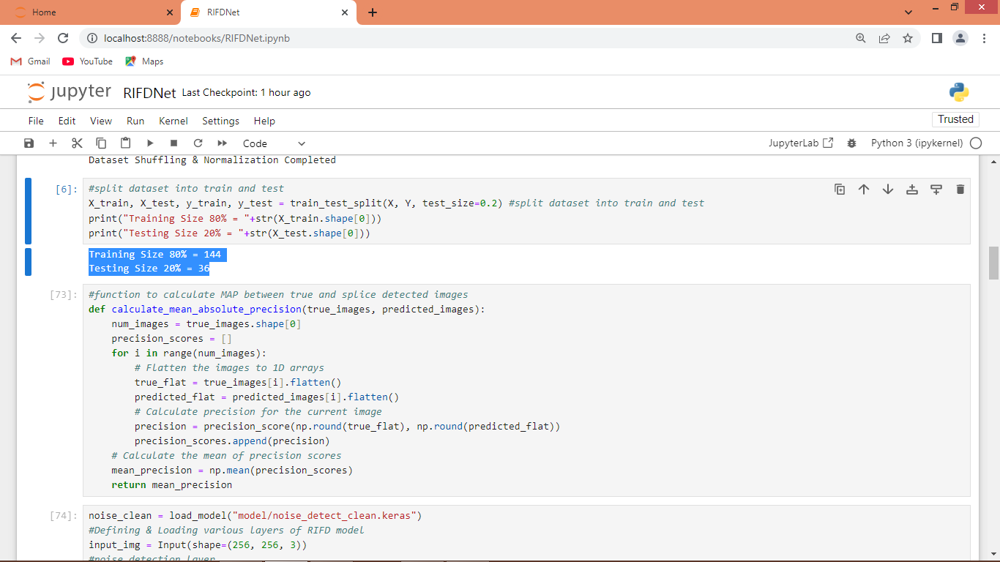 Home
RIFDNet
localhost:8888/notebooks/RIFDNet.ipynb
Gmail YouTube Maps
jupyter RIFDNet Last Checkpoint: 1 hour ago
File Edit View Run Kernel Settings Help Trusted
Code JupyterLab Python 3 (ipykernel)
Dataset Shuffling & Normalization Completed
[6]: #split dataset into train and test
X_train, X_test, y_train, y_test = train_test_split(X, Y, test_size=0.2) #split dataset into train and test
print("Training Size 80% = "+str(X_train.shape[0]))
print("Testing Size 20% = "+str(X_test.shape[0]))
Training Size 80% = 144
Testing Size 20% = 36
[73]: #function to calculate MAP between true and splice detected images
def calculate_mean_absolute_precision(true_images, predicted_images):
num_images = true_images.shape[0]
precision_scores = []
for i in range(num_images):
# Flatten the images to 1D arrays
true_flat = true_images[i].flatten()
predicted_flat = predicted_images[i].flatten()
# Calculate precision for the current image
precision = precision_score(np.round(true_flat), np.round(predicted_flat))
precision_scores.append(precision)
# Calculate the mean of precision scores
mean_precision = np.mean(precision_scores)
return mean_precision
[74]: noise_clean = load_model("model/noise_detect_clean.keras")
#Defining & Loading various layers of RIFD model
input_img = Input(shape=(256, 256, 3))
#noise detection layer